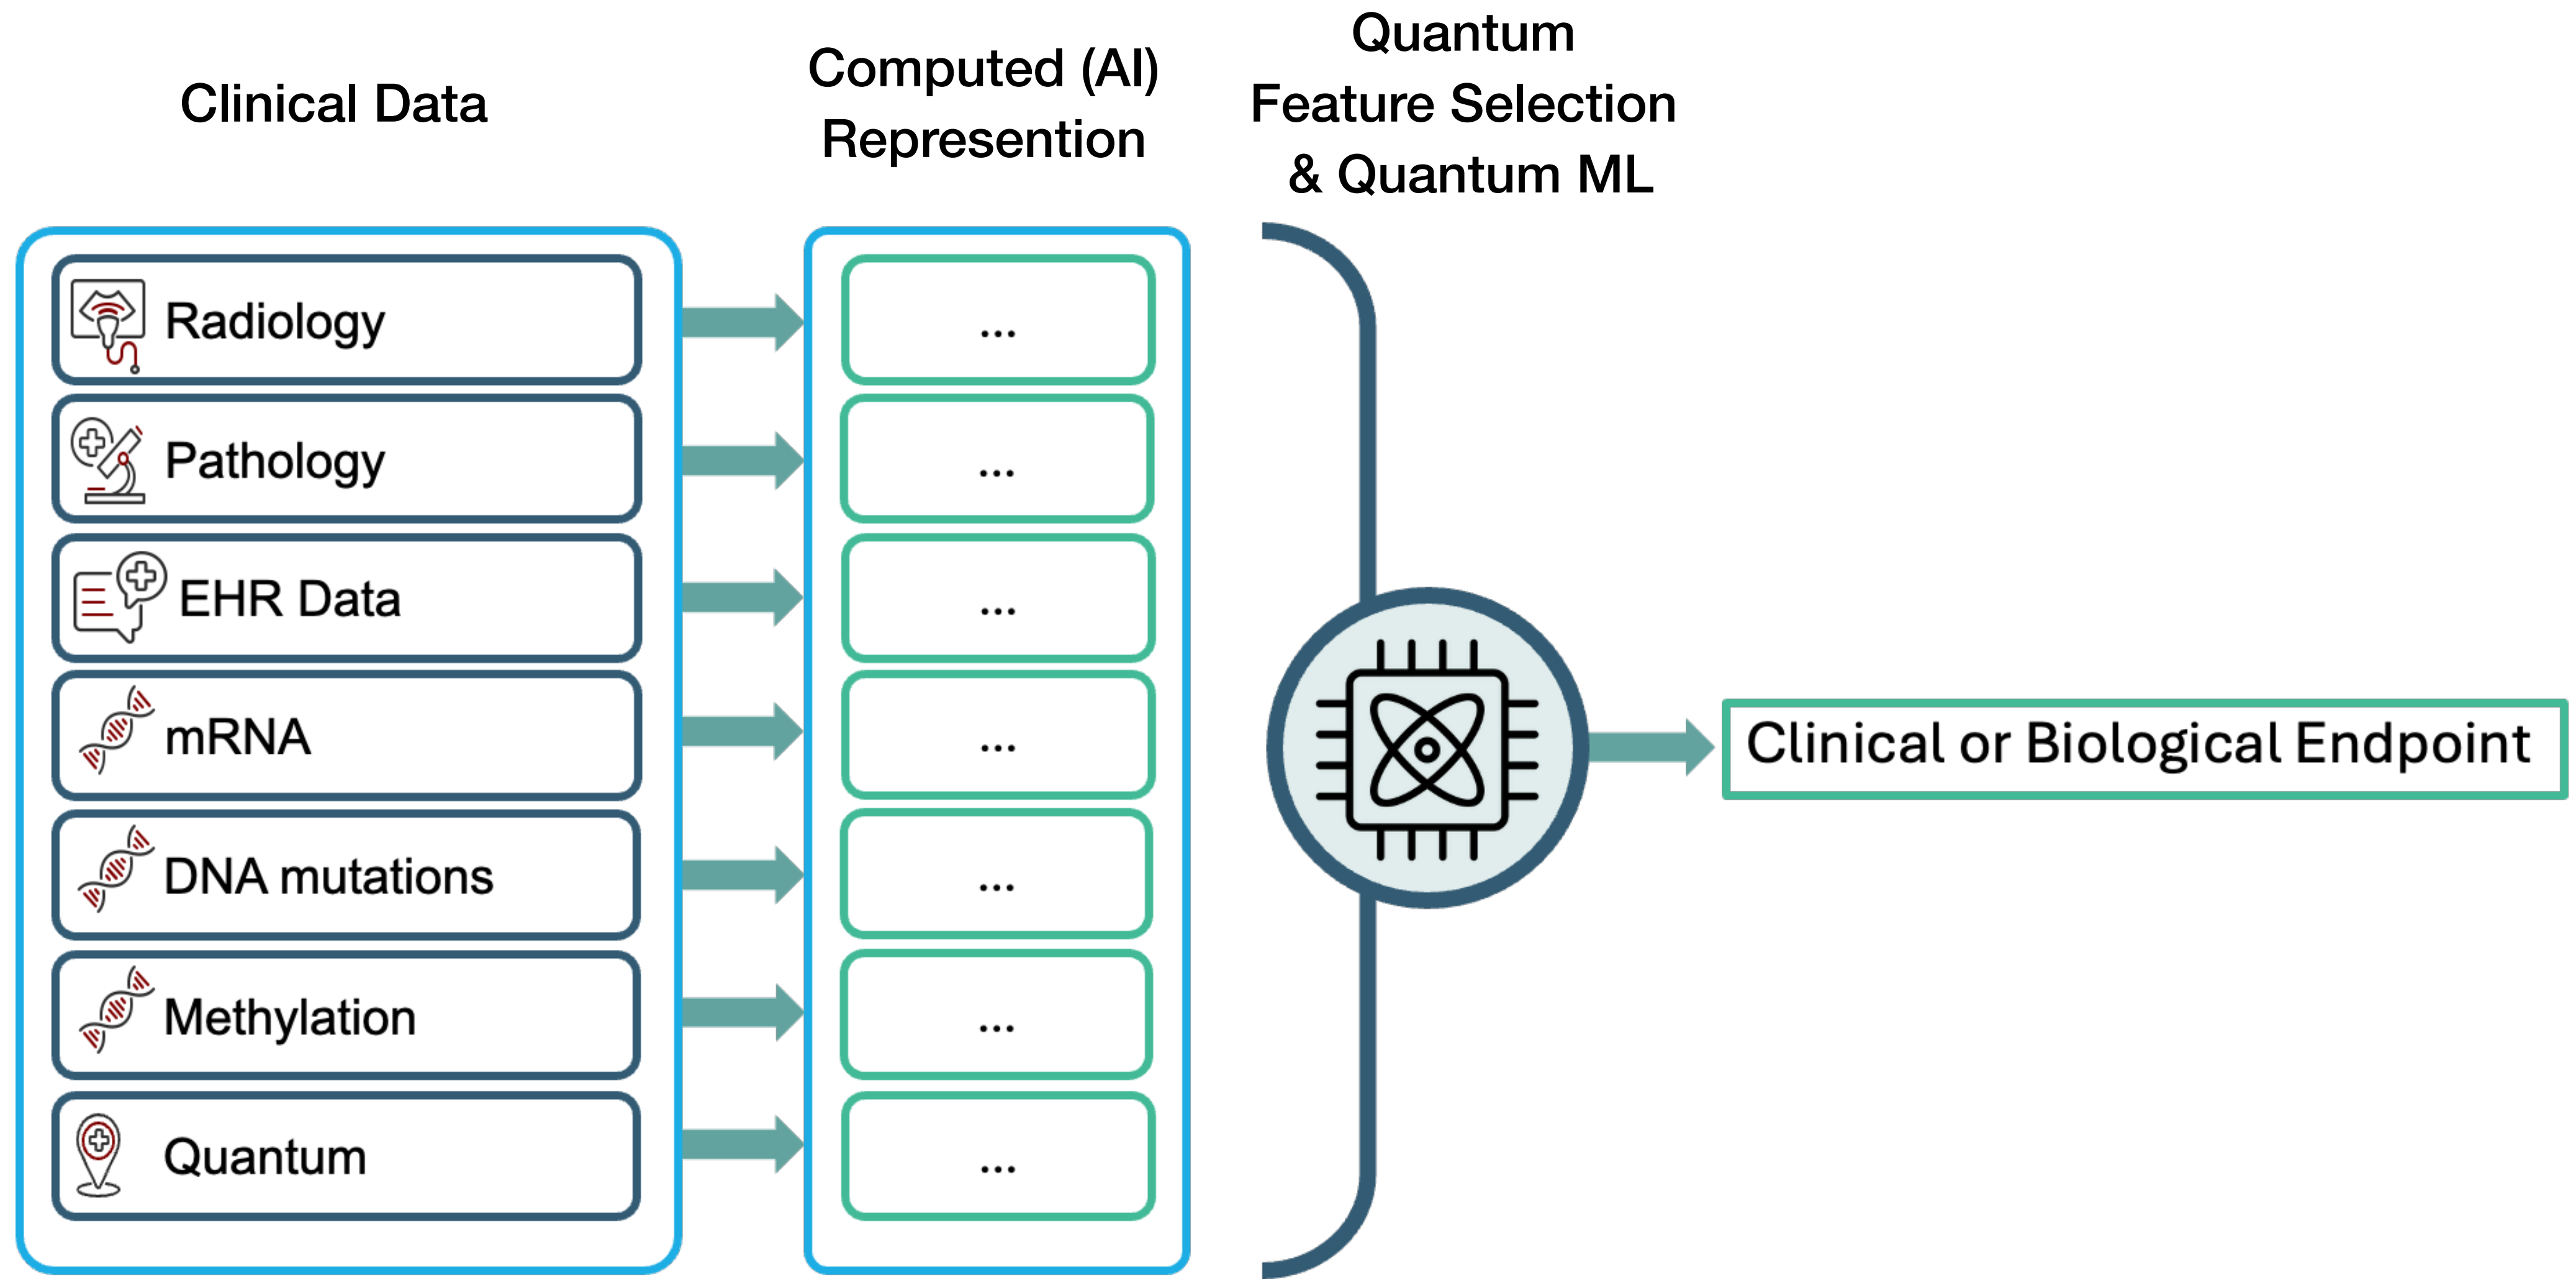 Clinical Data
Computed (AI)
Represention
Quantum
Feature Selection
& Quantum ML
Radiology
...
Pathology
...
EHR Data
...
mRNA
...
DNA mutations
...
Methylation
...
Quantum
...
Clinical or Biological Endpoint